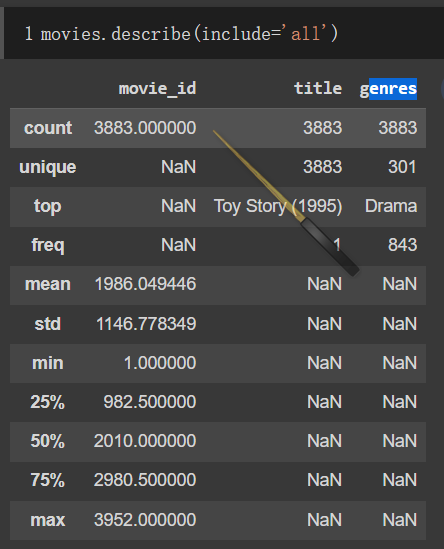 1 movies.describe(include='all')
movie_id title genres
count 3883.000000 3883 3883
unique NaN 3883 301
top NaN Toy Story (1995) Drama
freq NaN 1 843
mean 1986.049446 NaN NaN
std 1146.778349 NaN NaN
min 1.000000 NaN NaN
25% 982.500000 NaN NaN
50% 2010.000000 NaN NaN
75% 2980.500000 NaN NaN
max 3952.000000 NaN NaN